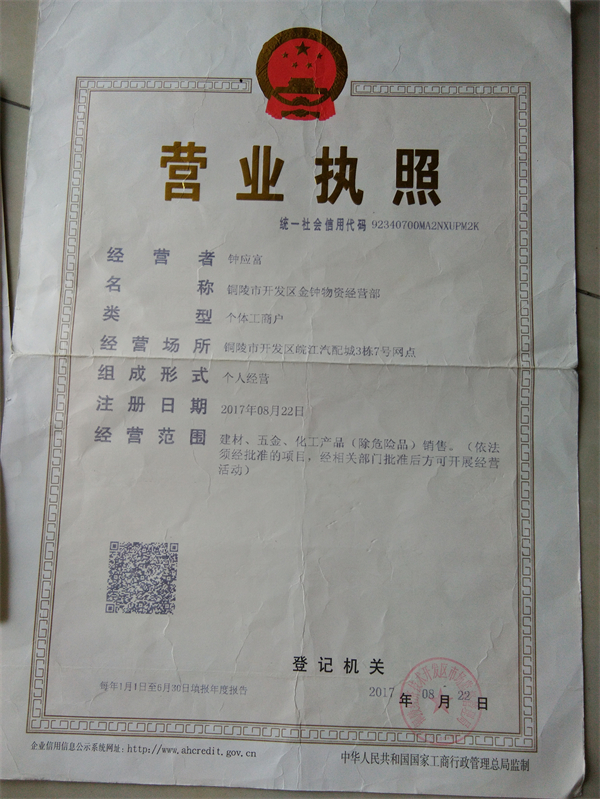 营业执照
统一社会信用代码 92340700MA2NXUPM2K
经营者 钟应富
名称 铜陵市开发区金钟物资经营部
类型 个体工商户
经营场所 铜陵市开发区皖江汽配城3栋7号网点
组成形式 个人经营
注册日期 2017年08月22日
经营范围 建材、五金、化工产品（除危险品）销售。（依法
须经批准的项目，经相关部门批准后方可开展经营
活动）
登记机关
每年1月1日至6月30日填报年度报告
2017 年 08 月 22 日
企业信用信息公示系统网址：http://www.ahcredit.gov.cn
中华人民共和国国家工商行政管理总局监制